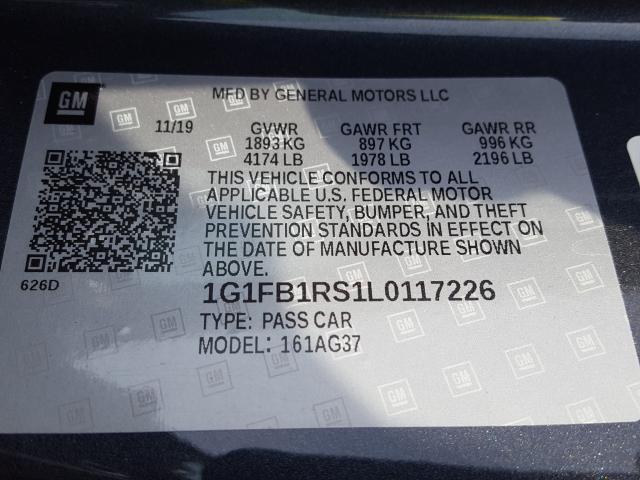 GM
MFD BY GENERAL MOTORS LLC
11/19 GVWR GAWR FRT GAWR RR
1893 KG 897 KG 996 KG
4174 LB 1978 LB 2196 LB
THIS VEHICLE CONFORMS TO ALL
APPLICABLE U.S. FEDERAL MOTOR
VEHICLE SAFETY, BUMPER, AND THEFT
PREVENTION STANDARDS IN EFFECT ON
THE DATE OF MANUFACTURE SHOWN
ABOVE.
626D
1G1FB1RS1L0117226
TYPE: PASS CAR
MODEL: 161AG37